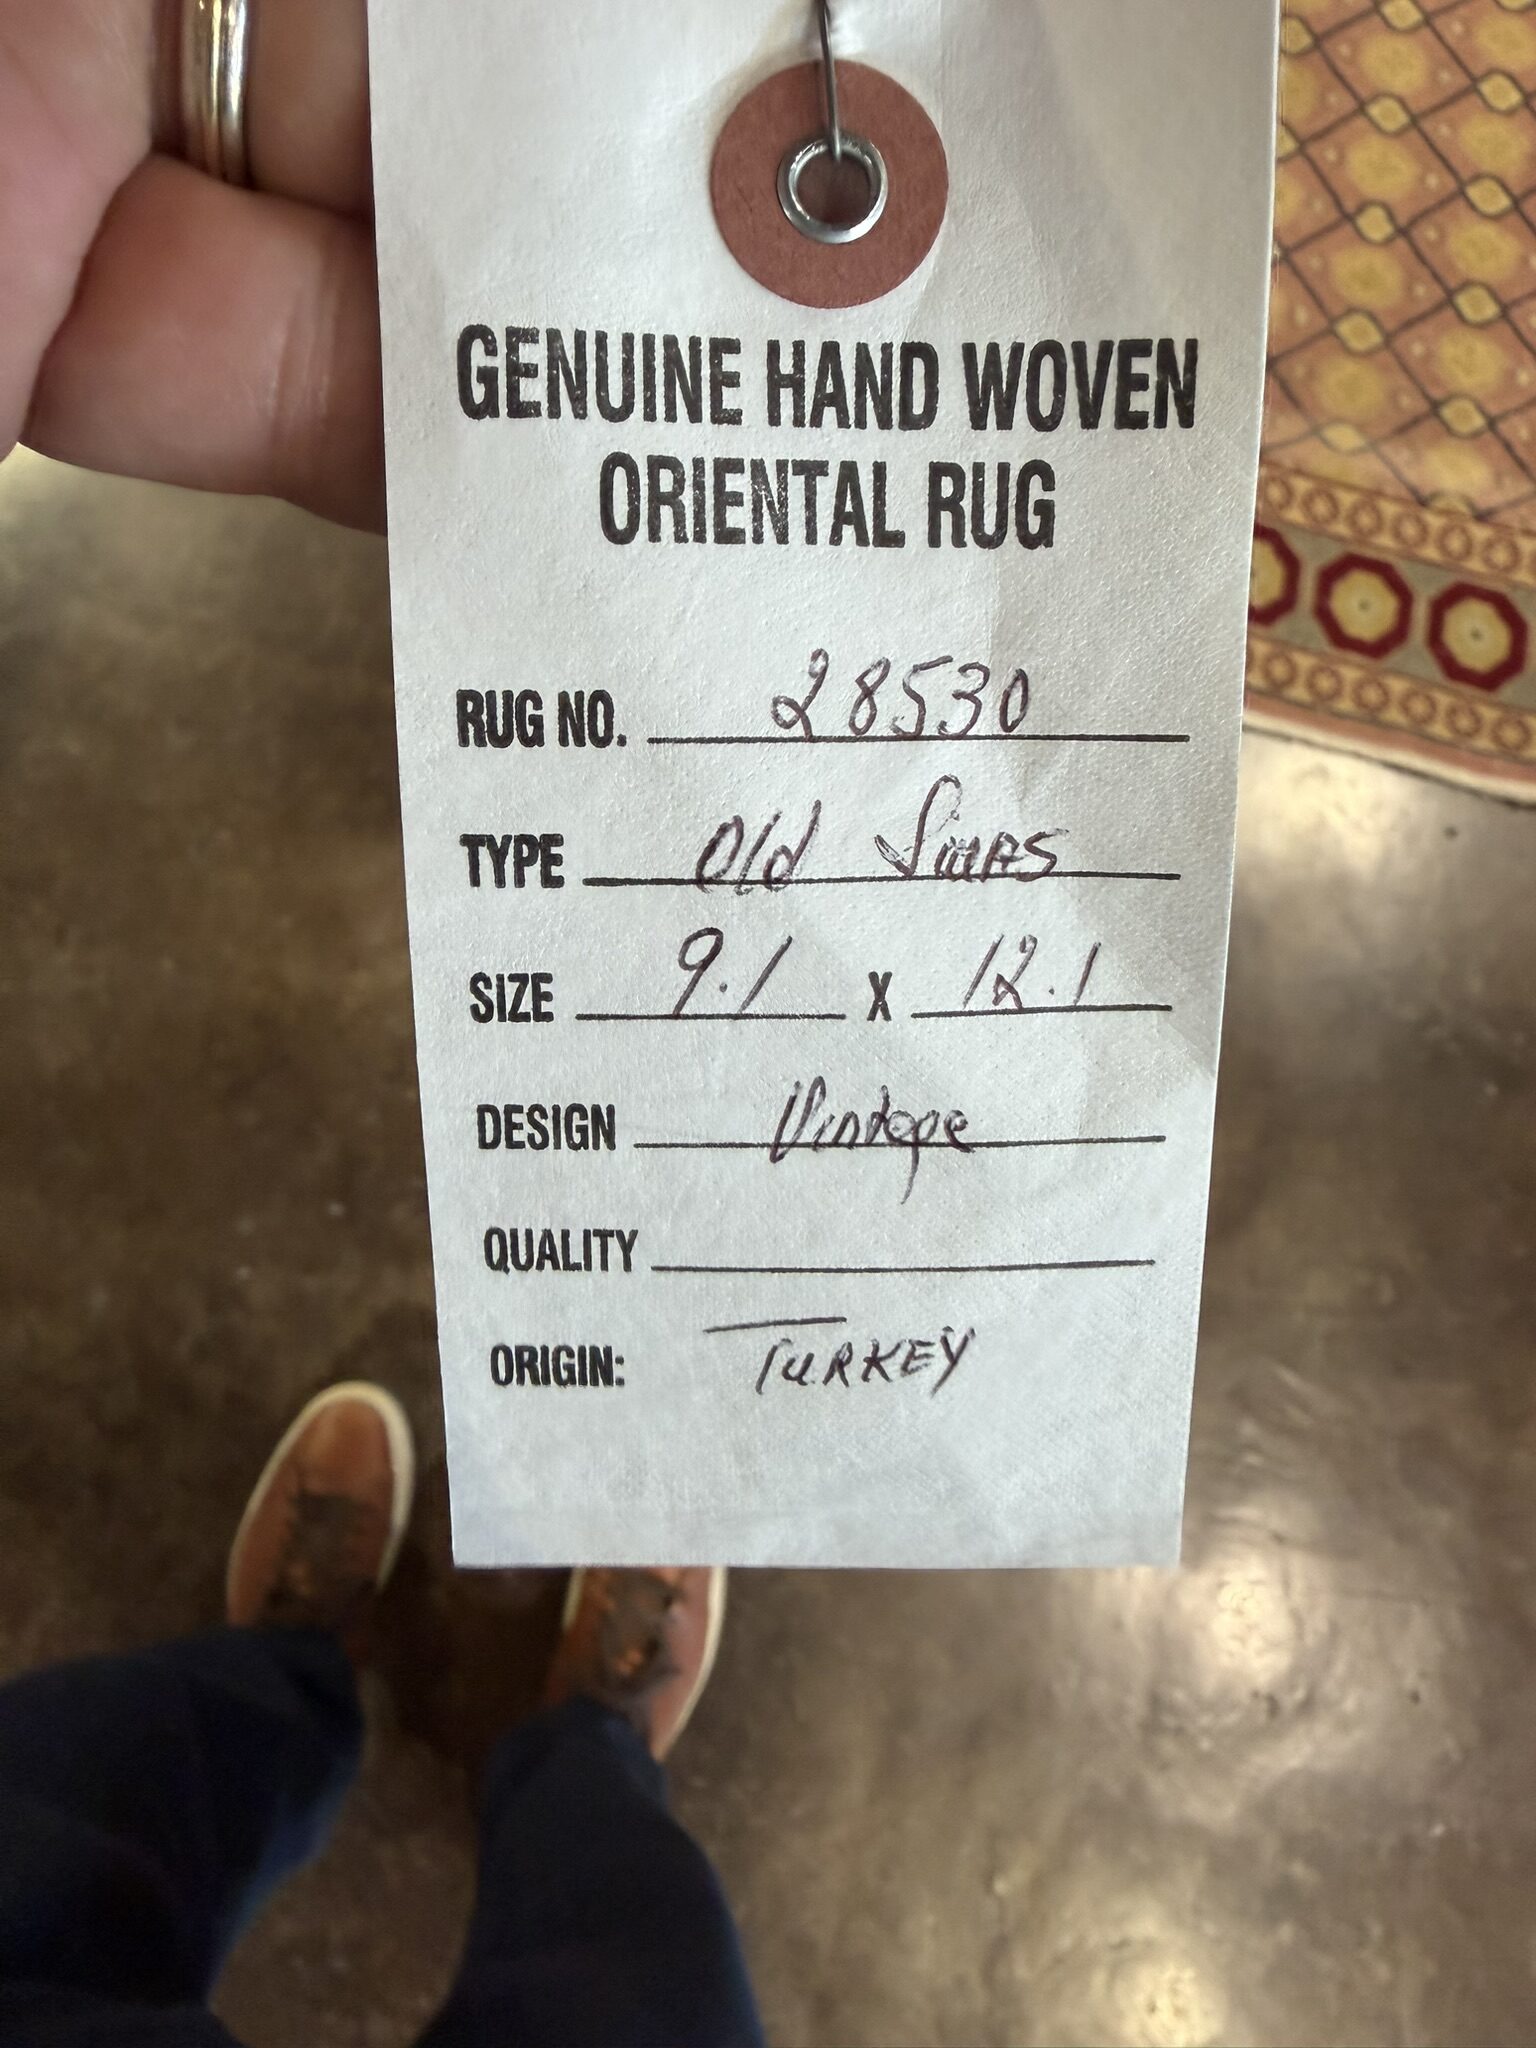 GENUINE HAND WOVEN
ORIENTAL RUG
RUG NO. 28530
TYPE Old
SIZE 9.1 X 12.1
DESIGN Vintage
QUALITY
ORIGIN: TURKEY